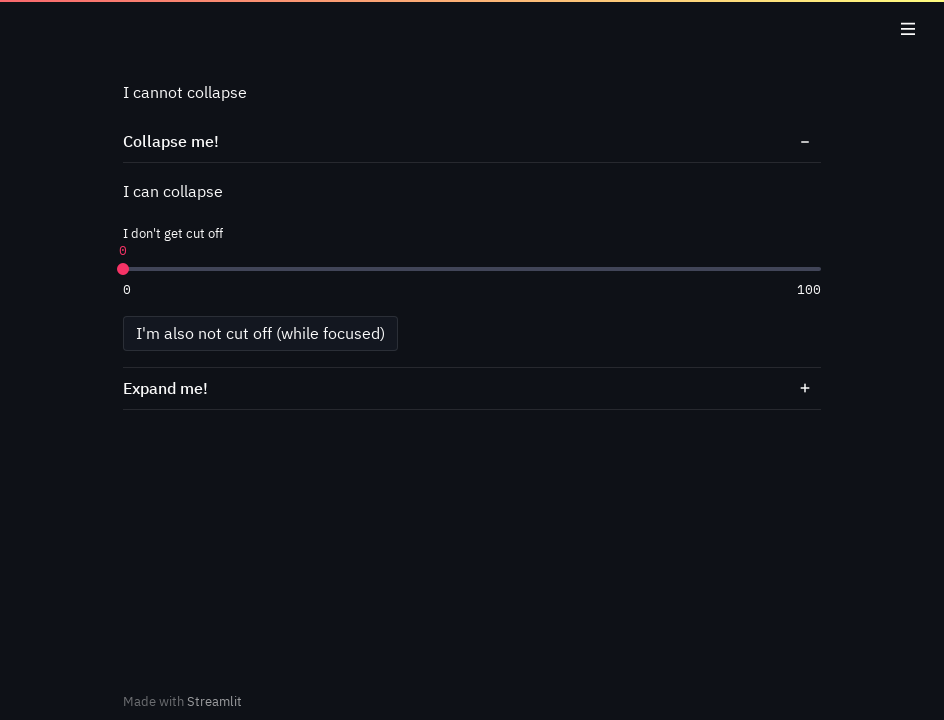 I cannot collapse
Collapse me!
I can collapse
I don't get cut off
0
0 100
I'm also not cut off (while focused)
Expand me!
Made with Streamlit